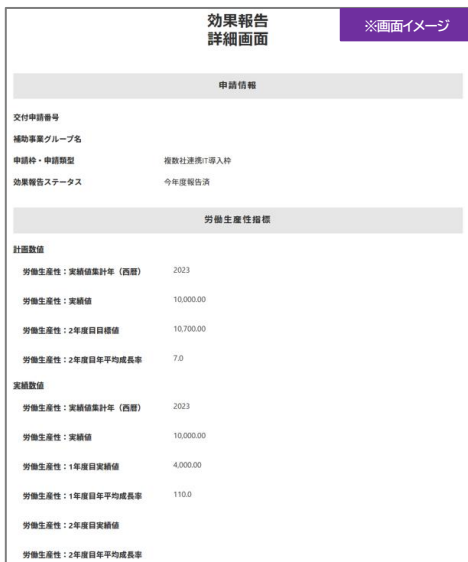 効果報告
詳細画面
※画面イメージ
申請情報
交付申請番号
補助事業グループ名
申請枠・申請類型 複数社連携IT導入枠
効果報告ステータス 今年度報告済
労働生産性指標
計画数値
労働生産性：実績値集計年（西暦） 2023
労働生産性：実績値 10,000.00
労働生産性：2年度目目標値 10,700.00
労働生産性：2年度目年平均成長率 7.0
実績数値
労働生産性：実績値集計年（西暦） 2023
労働生産性：実績値 10,000.00
労働生産性：1年度目実績値 4,000.00
労働生産性：1年度目年平均成長率 110.0
労働生産性：2年度目実績値
労働生産性：2年度目年平均成長率